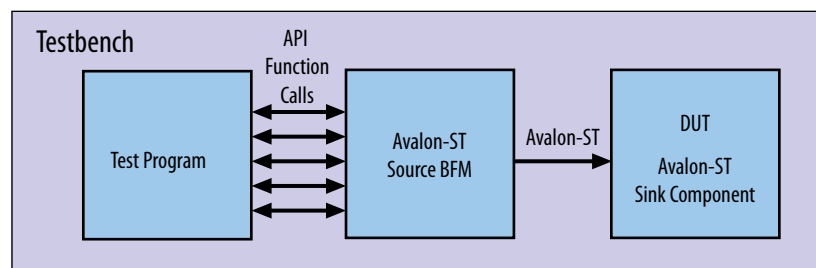 Testbench
API
Function
Calls
Test Program
Avalon-ST
Source BFM
Avalon-ST
DUT
Avalon-ST
Sink Component